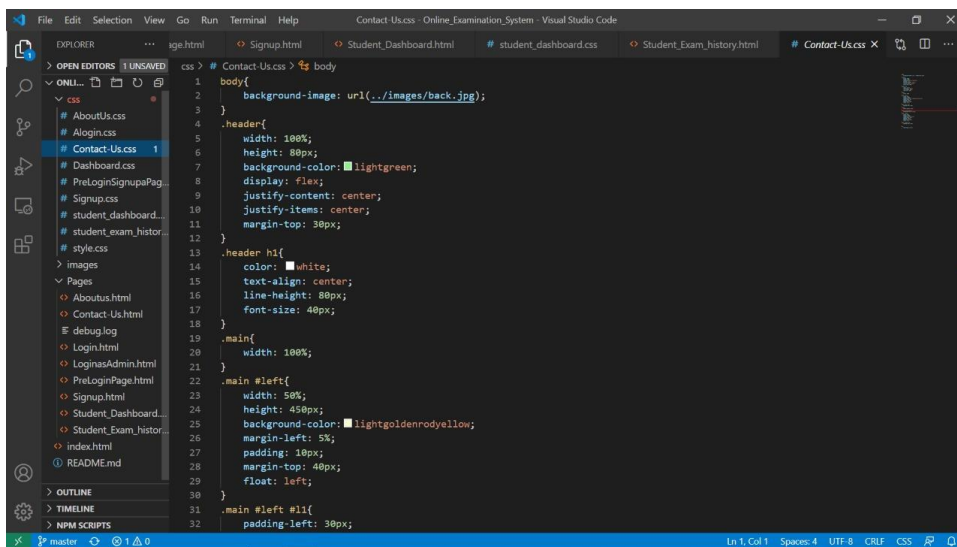 File Edit Selection View Go Run Terminal Help Contact-Us.css - Online_Examination_System - Visual Studio Code
EXPLORER
ge.html
Signup.html
Student_Dashboard.html
# student_dashboard.css
Student_Exam_history.html
# Contact-Us.css
OPEN EDITORS 1 UNSAVED
css > # Contact-Us.css > body
ONLI...
css
# AboutUs.css
# Alogin.css
# Contact-Us.css 1
# Dashboard.css
# PreLoginSignupaPag...
# Signup.css
# student_dashboard....
# student_exam_histor...
# style.css
images
Pages
Aboutus.html
Contact-Us.html
debug.log
Login.html
LoginasAdmin.html
PreLoginPage.html
Signup.html
Student_Dashboard....
Student_Exam_histor...
index.html
README.md
OUTLINE
TIMELINE
NPM SCRIPTS
1 body{
2 background-image: url(../images/back.jpg);
3 }
4 .header{
5 width: 100%;
6 height: 80px;
7 background-color: lightgreen;
8 display: flex;
9 justify-content: center;
10 justify-items: center;
11 margin-top: 30px;
12 }
13 .header h1{
14 color: white;
15 text-align: center;
16 line-height: 80px;
17 font-size: 40px;
18 }
19 .main{
20 width: 100%;
21 }
22 .main #left{
23 width: 50%;
24 height: 450px;
25 background-color: lightgoldenrodyellow;
26 margin-left: 5%;
27 padding: 10px;
28 margin-top: 40px;
29 float: left;
30 }
31 .main #left #l1{
32 padding-left: 30px;
master 1 0 Ln 1, Col 1 Spaces: 4 UTF-8 CRLF CSS